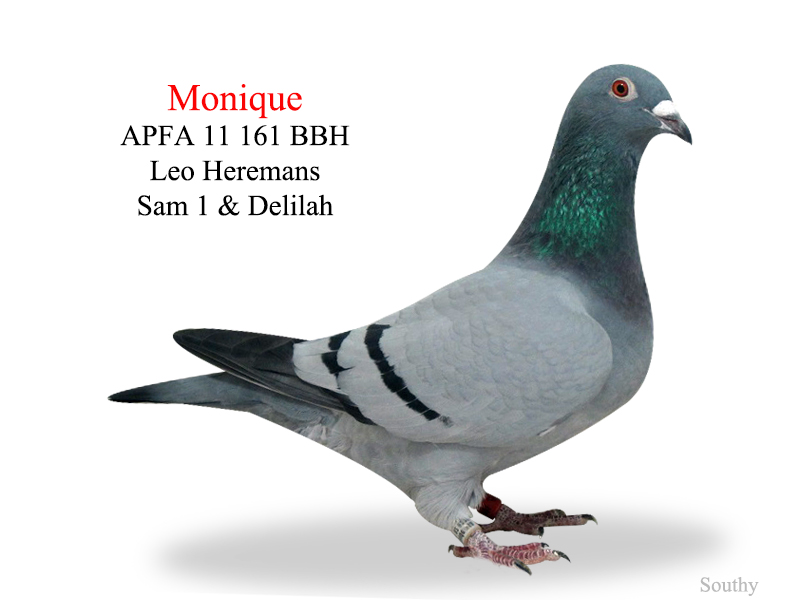 Monique
APFA 11 161 BBH
Leo Heremans
Sam 1 & Delilah
Southy